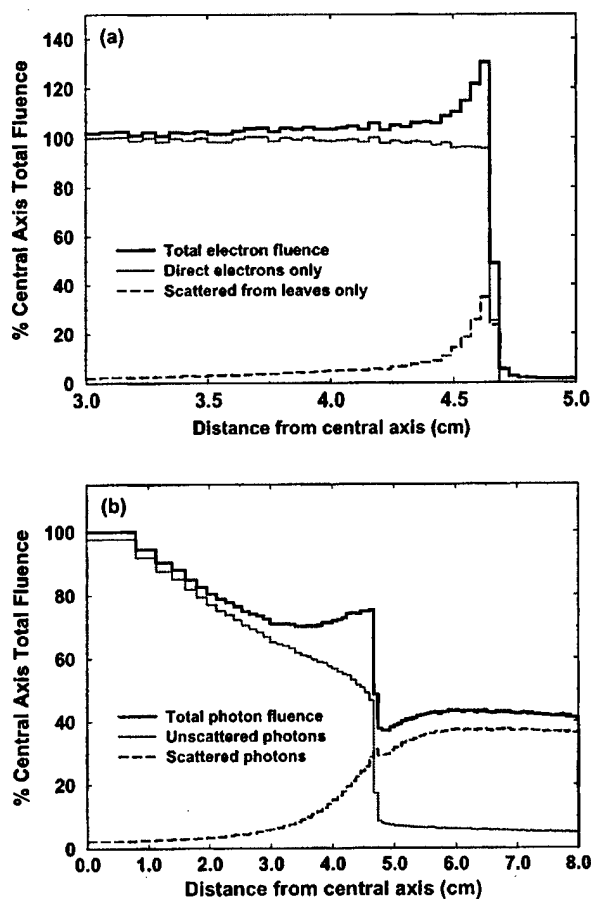 (a)
140
120
100
80
60
40
20
0
% Central Axis Total Fluence
Total electron fluence
Direct electrons only
Scattered from leaves only
3.0 3.5 4.0 4.5 5.0
Distance from central axis (cm)
(b)
100
80
60
40
20
0
% Central Axis Total Fluence
Total photon fluence
Unscattered photons
Scattered photons
0.0 1.0 2.0 3.0 4.0 5.0 6.0 7.0 8.0
Distance from central axis (cm)